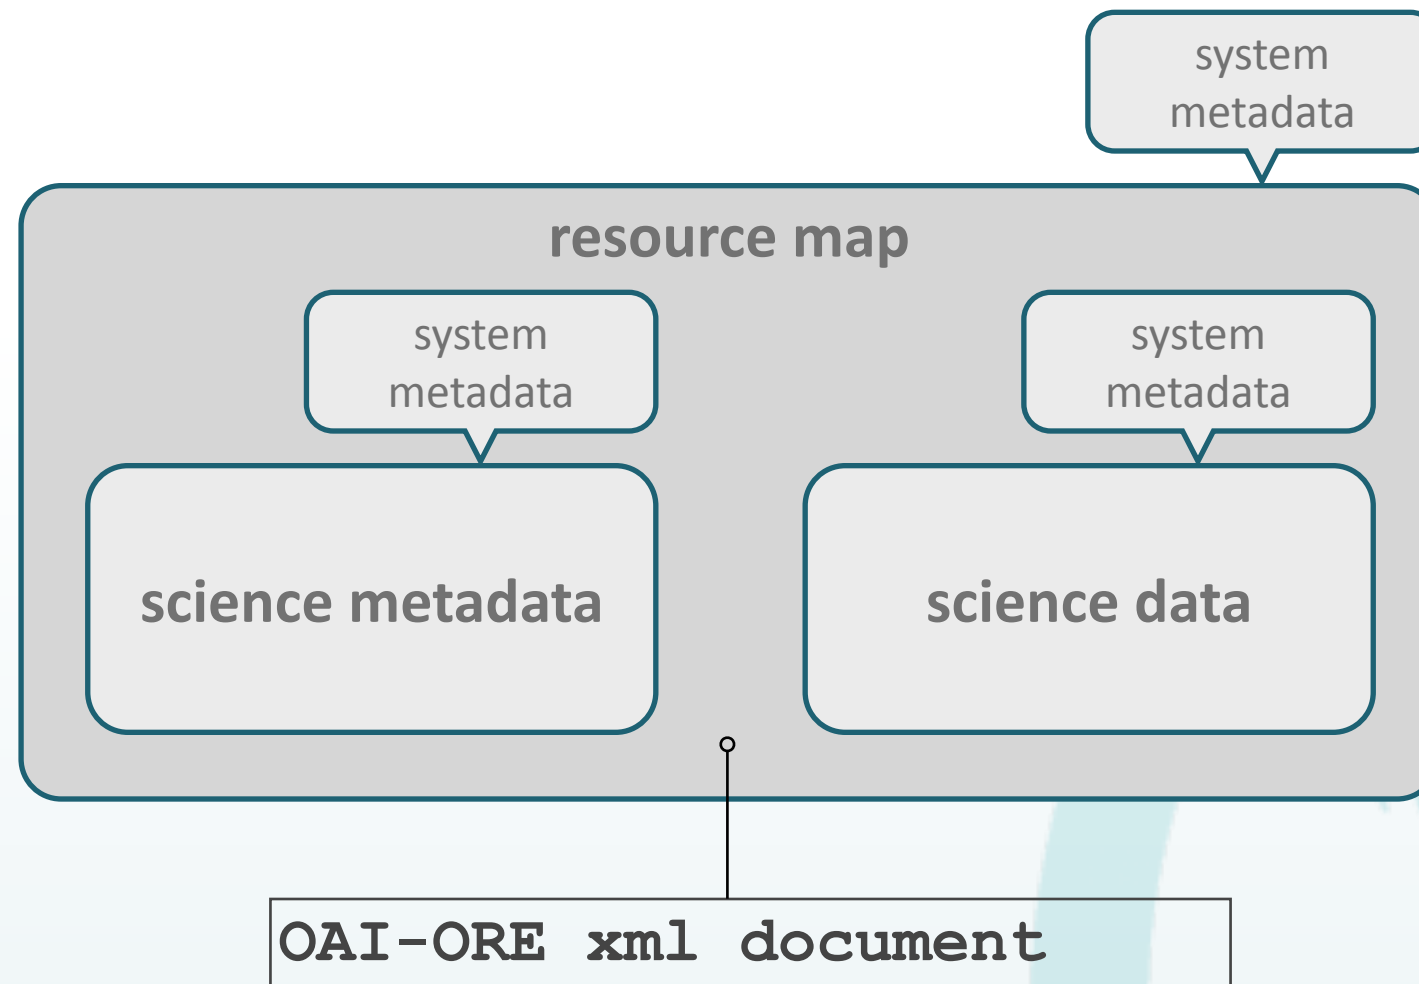 system
metadata
resource map
system
metadata
system
metadata
science metadata
science data
OAI-ORE xml document